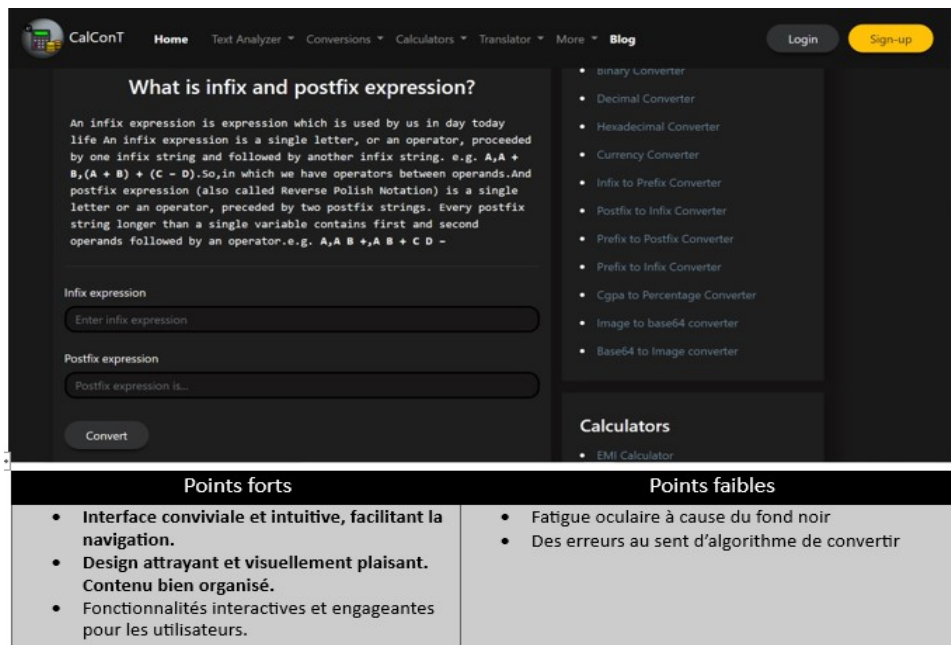 CalConT Home Text Analyzer Conversions Calculators Translator More Blog Login Sign-up
What is infix and postfix expression?
An infix expression is expression which is used by us in day today
life An infix expression is a single letter, or an operator, proceeded
by one infix string and followed by another infix string. e.g. A,A +
B,(A + B) + (C - D).So,in which we have operators between operands.And
postfix expression (also called Reverse Polish Notation) is a single
letter or an operator, preceded by two postfix strings. Every postfix
string longer than a single variable contains first and second
operands followed by an operator.e.g. A,A B +,A B + C D -
Infix expression
Enter infix expression
Postfix expression
Postfix expression is...
Convert
• Binary Converter
• Decimal Converter
• Hexadecimal Converter
• Currency Converter
• Infix to Prefix Converter
• Postfix to Infix Converter
• Prefix to Postfix Converter
• Prefix to Infix Converter
• Cgpa to Percentage Converter
• Image to base64 converter
• Base64 to Image converter
Calculators
• EMI Calculator
Points forts
• Interface conviviale et intuitive, facilitant la
navigation.
• Design attrayant et visuellement plaisant.
Contenu bien organisé.
• Fonctionnalités interactives et engageantes
pour les utilisateurs.
Points faibles
• Fatigue oculaire à cause du fond noir
• Des erreurs au sent d'algorithme de convertir